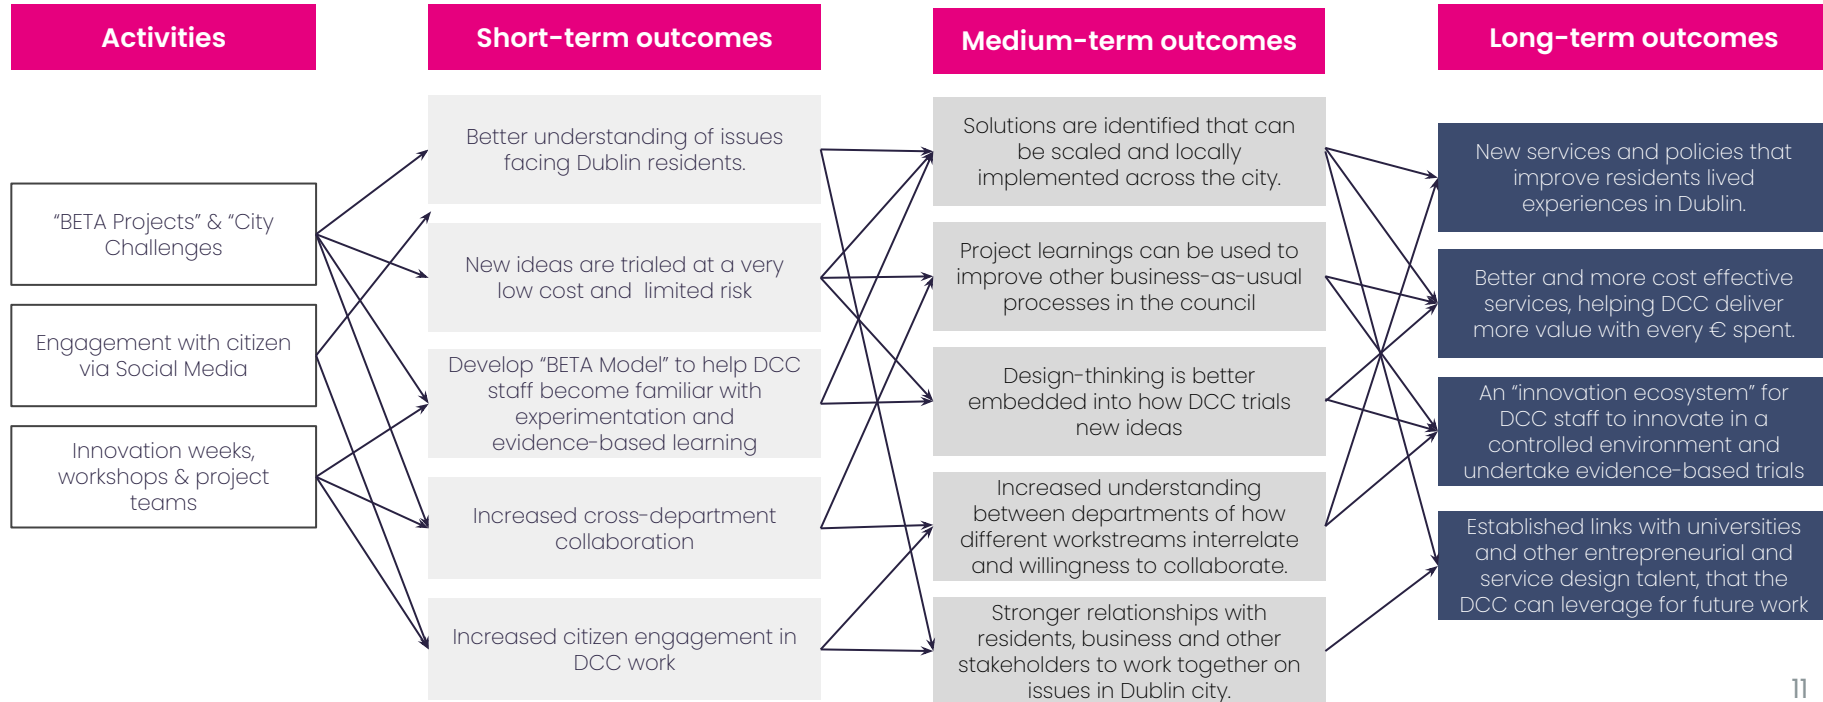 Activities
Short-term outcomes
Medium-term outcomes
Long-term outcomes
“BETA Projects” & “City
Challenges
Engagement with citizen
via Social Media
Innovation weeks,
workshops & project
teams
Better understanding of issues
facing Dublin residents.
New ideas are trialed at a very
low cost and limited risk
Develop “BETA Model” to help DCC
staff become familiar with
experimentation and
evidence-based learning
Increased cross-department
collaboration
Increased citizen engagement in
DCC work
Solutions are identified that can
be scaled and locally
implemented across the city.
Project learnings can be used to
improve other business-as-usual
processes in the council
Design-thinking is better
embedded into how DCC trials
new ideas
Increased understanding
between departments of how
different workstreams interrelate
and willingness to collaborate.
Stronger relationships with
residents, business and other
stakeholders to work together on
issues in Dublin city.
New services and policies that
improve residents lived
experiences in Dublin.
Better and more cost effective
services, helping DCC deliver
more value with every € spent.
An “innovation ecosystem” for
DCC staff to innovate in a
controlled environment and
undertake evidence-based trials
Established links with universities
and other entrepreneurial and
service design talent, that the
DCC can leverage for future work
11